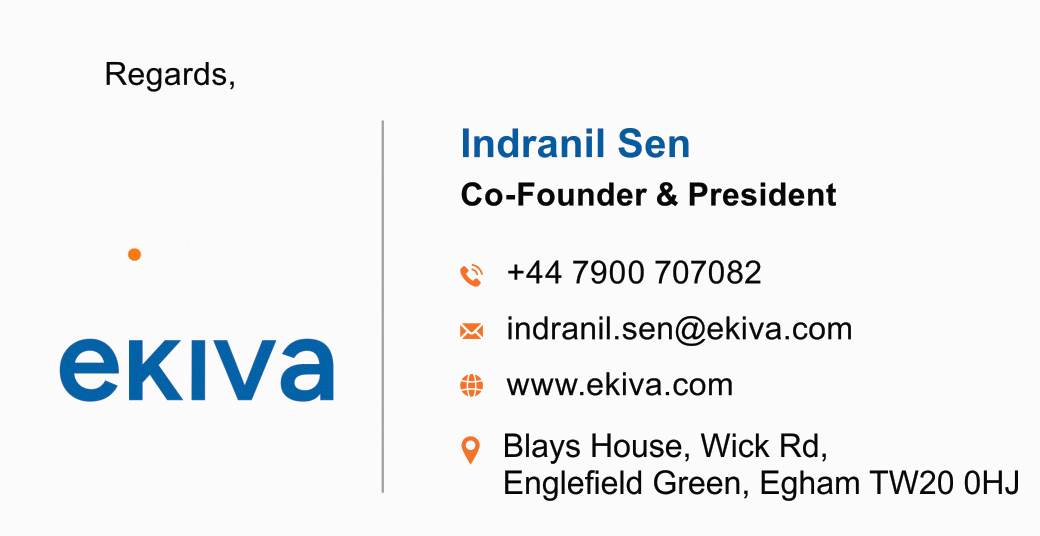 Regards,
ekiva
Indranil Sen
Co-Founder & President
+44 7900 707082
indranil.sen@ekiva.com
www.ekiva.com
Blays House, Wick Rd,
Englefield Green, Egham TW20 0HJ